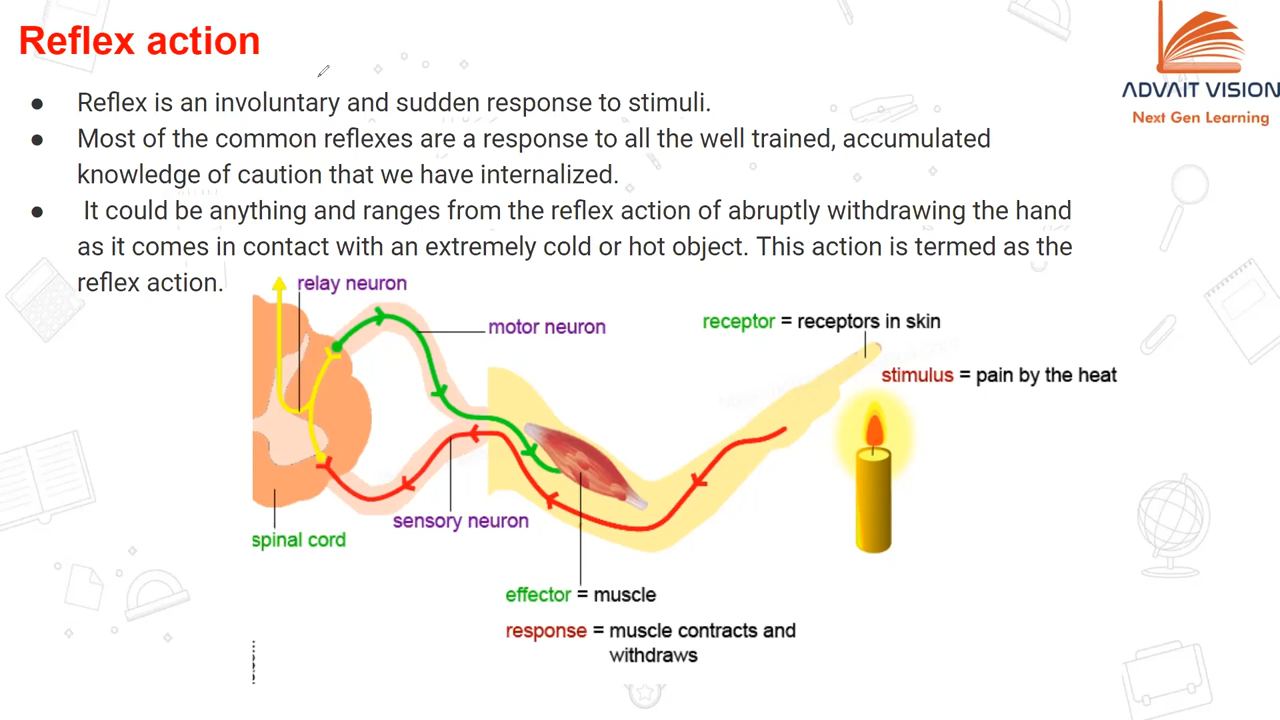 Reflex action
ADVAIT VISION
Next Gen Learning
● Reflex is an involuntary and sudden response to stimuli.
● Most of the common reflexes are a response to all the well trained, accumulated
knowledge of caution that we have internalized.
● It could be anything and ranges from the reflex action of abruptly withdrawing the hand
as it comes in contact with an extremely cold or hot object. This action is termed as the
reflex action.
relay neuron
motor neuron
receptor = receptors in skin
stimulus = pain by the heat
sensory neuron
spinal cord
effector = muscle
response = muscle contracts and
withdraws